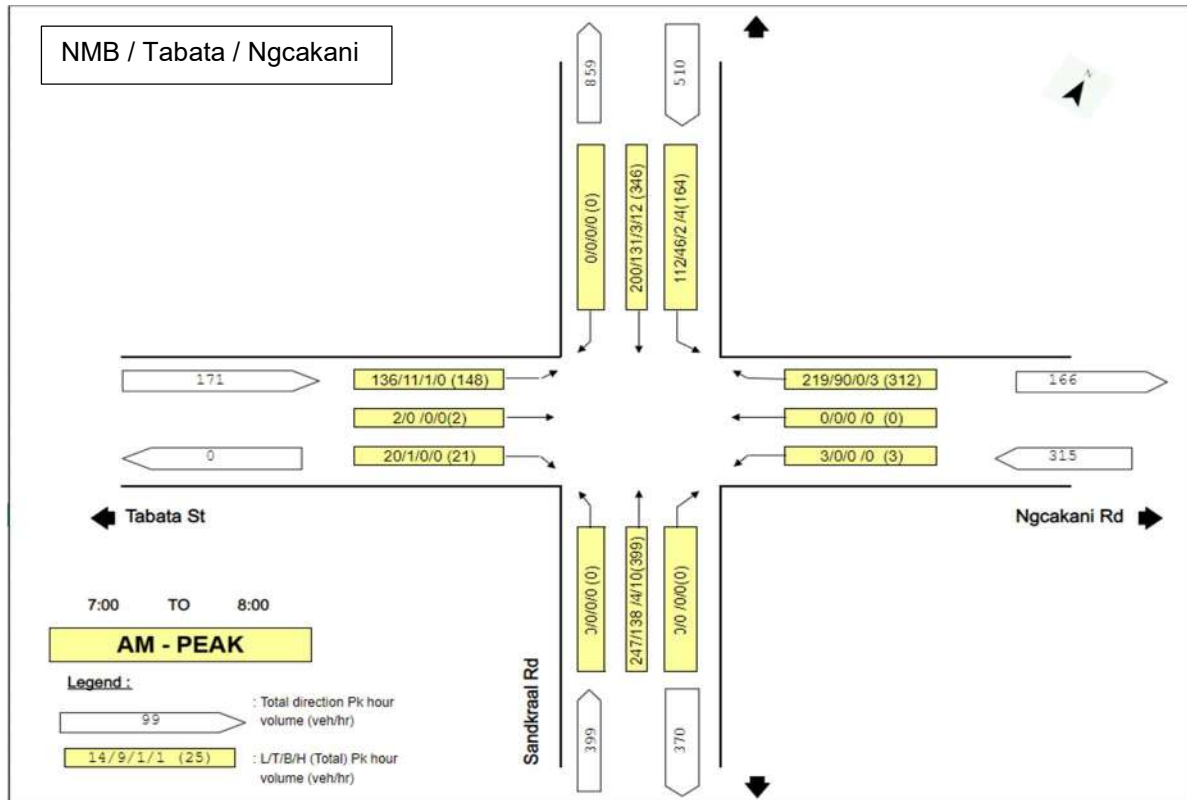 NMB / Tabata / Ngcakani
859
510
N
0/0/0/0 (0)
200/131/3/12 (346)
112/46/2 /4(164)
171
136/11/1/0 (148)
219/90/0/3 (312)
166
2/0 /0/0(2)
0/0/0 /0 (0)
0
20/1/0/0 (21)
3/0/0 /0 (3)
315
Tabata St
Ngcakani Rd
0/0/0/0 (0)
247/138 /4/10(399)
0/0 /0/0(0)
7:00 TO 8:00
AM - PEAK
Legend :
99
: Total direction Pk hour
volume (veh/hr)
14/9/1/1 (25)
: L/T/B/H (Total) Pk hour
volume (veh/hr)
Sandkraal Rd
399
370